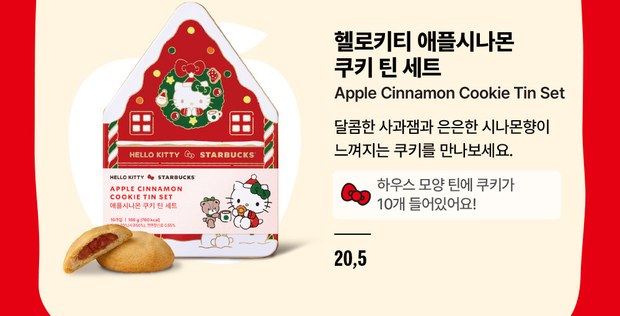 헬로키티 애플시나몬
쿠키 틴 세트
Apple Cinnamon Cookie Tin Set
달콤한 사과잼과 은은한 시나몬향이
느껴지는 쿠키를 만나보세요.
하우스 모양 틴에 쿠키가
10개 들어있어요!
20,5
HELLO KITTY STARBUCKS
HELLO KITTY STARBUCKS
APPLE CINNAMON
COOKIE TIN SET
애플시나몬 쿠키 틴 세트